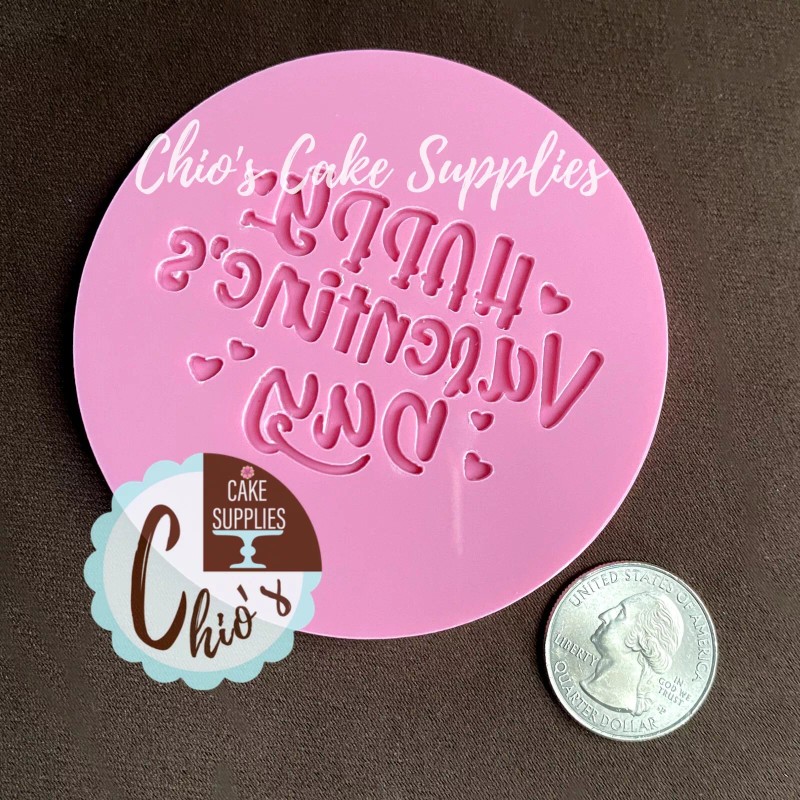 Chio's Cake Supplies
HAPPY
Valentine's
Day
CAKE
SUPPLIES
Chio's
UNITED STATES OF AMERICA
LIBERTY
IN
GOD WE
TRUST
P
QUARTER DOLLAR